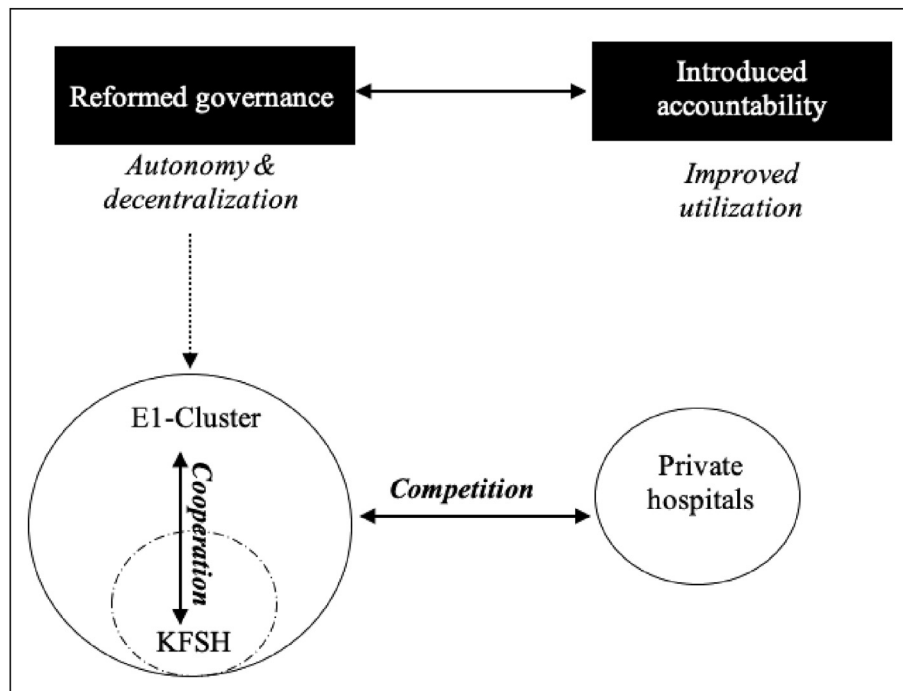 Reformed governance
Introduced
accountability
Autonomy &
decentralization
Improved
utilization
E1-Cluster
Cooperation
KFSH
Competition
Private
hospitals